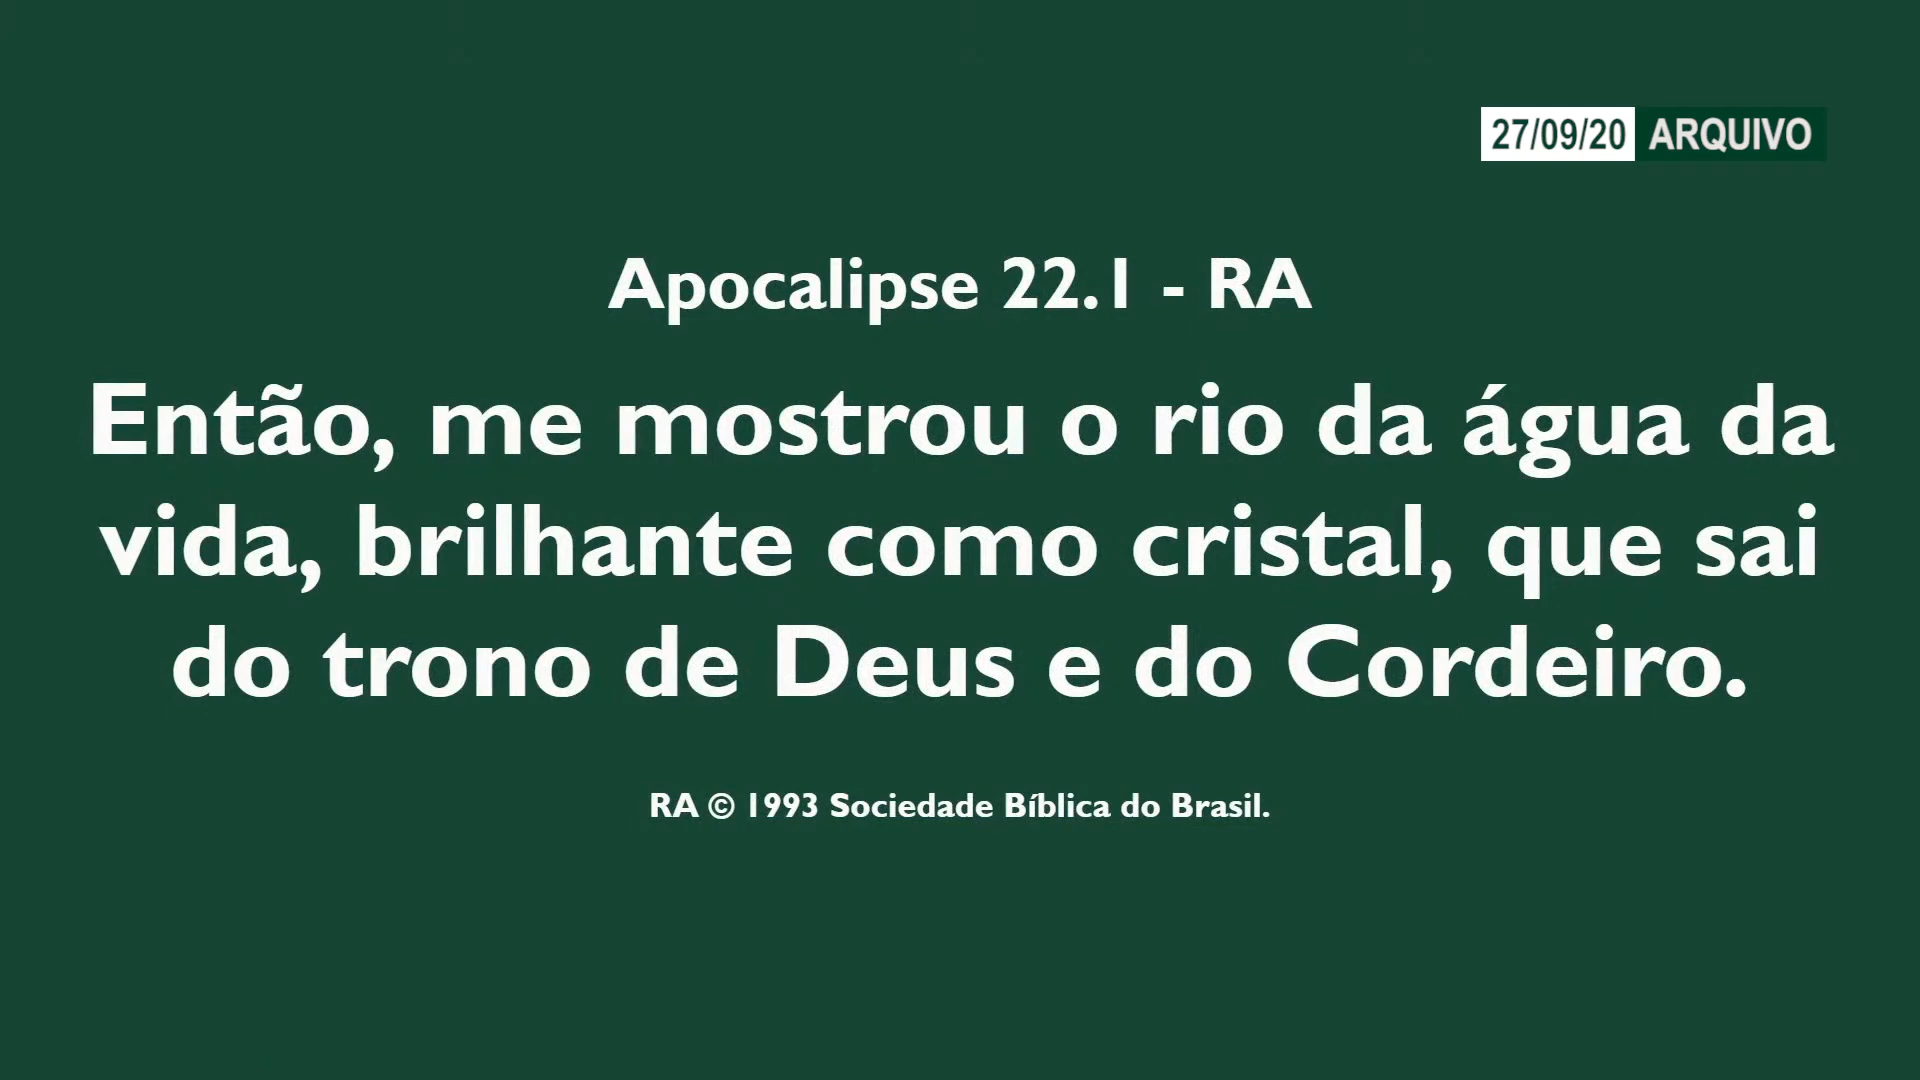 27/09/20 ARQUIVO
Apocalipse 22.1 - RA
Então, me mostrou o rio da água da
vida, brilhante como cristal, que sai
do trono de Deus e do Cordeiro.
RA © 1993 Sociedade Bíblica do Brasil.